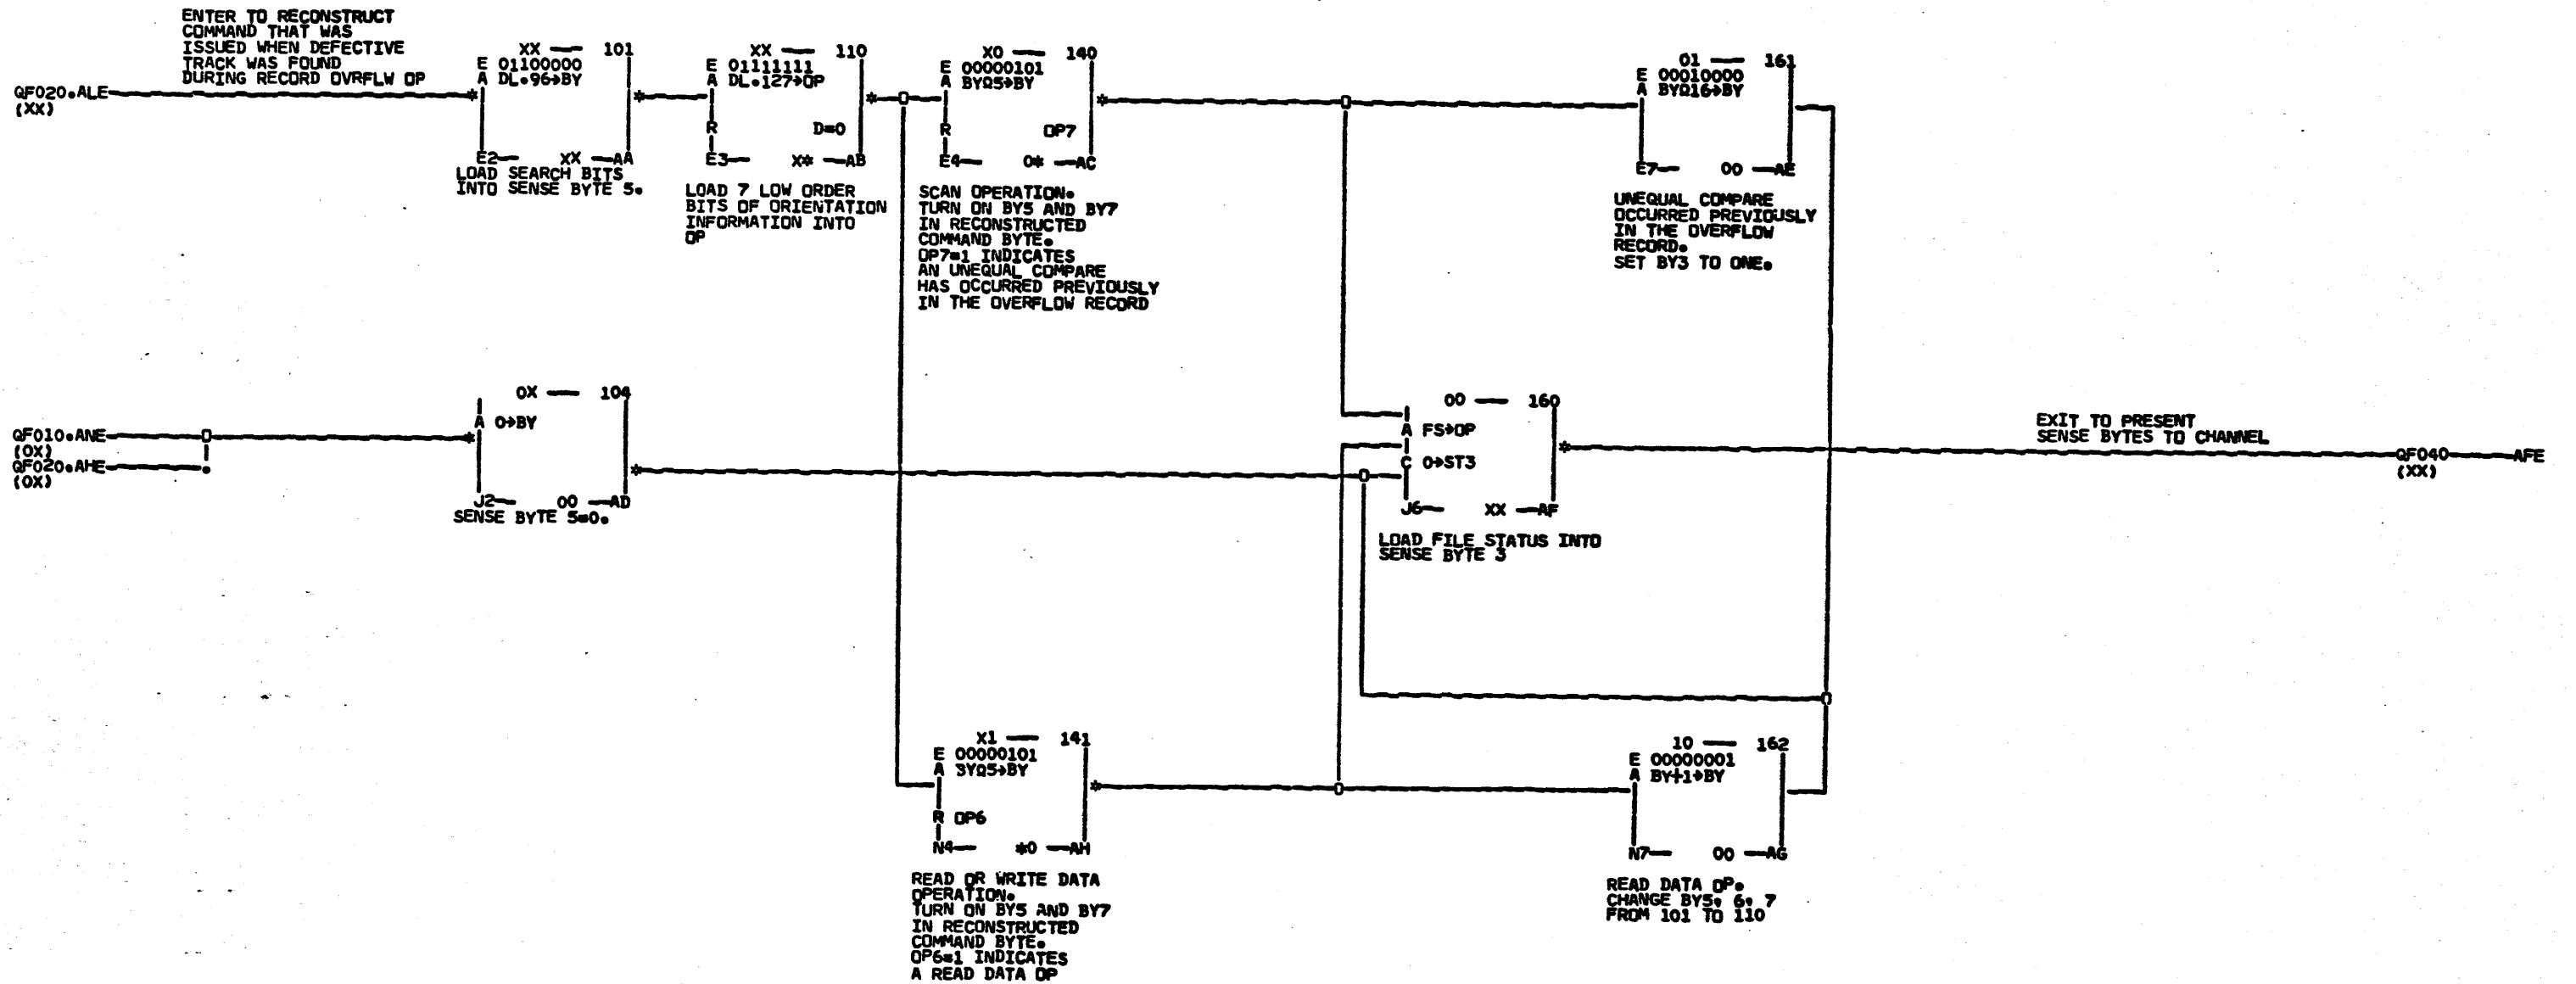 ENTER TO RECONSTRUCT
COMMAND THAT WAS
ISSUED WHEN DEFECTIVE
TRACK WAS FOUND
DURING RECORD OVRFLW OP
QF020.ALE
(XX)
XX — 101
E 01100000
A DL.96→BY
E2— XX —AA
LOAD SEARCH BITS
INTO SENSE BYTE 5.
XX — 110
E 01111111
A DL.127→OP
R D=0
E3— X* —AB
LOAD 7 LOW ORDER
BITS OF ORIENTATION
INFORMATION INTO
OP
X0 — 140
E 00000101
A BYΩ5→BY
R OP7
E4— 0* —AC
SCAN OPERATION.
TURN ON BY5 AND BY7
IN RECONSTRUCTED
COMMAND BYTE.
OP7=1 INDICATES
AN UNEQUAL COMPARE
HAS OCCURRED PREVIOUSLY
IN THE OVERFLOW RECORD
01 — 161
E 00010000
A BYΩ16→BY
E7— 00 —AE
UNEQUAL COMPARE
OCCURRED PREVIOUSLY
IN THE OVERFLOW
RECORD.
SET BY3 TO ONE.
QF010.ANE
(0X)
QF020.AHE
(0X)
0X — 104
A 0→BY
J2— 00 —AD
SENSE BYTE 5=0.
00 — 160
A FS→OP
C 0→ST3
J6— XX —AF
LOAD FILE STATUS INTO
SENSE BYTE 3
EXIT TO PRESENT
SENSE BYTES TO CHANNEL
QF040—AFE
(XX)
X1 — 141
E 00000101
A 3YΩ5→BY
R OP6
N4— *0 —AH
READ OR WRITE DATA
OPERATION.
TURN ON BY5 AND BY7
IN RECONSTRUCTED
COMMAND BYTE.
OP6=1 INDICATES
A READ DATA OP
10 — 162
E 00000001
A BY+1→BY
N7— 00 —AG
READ DATA OP.
CHANGE BY5, 6, 7
FROM 101 TO 110